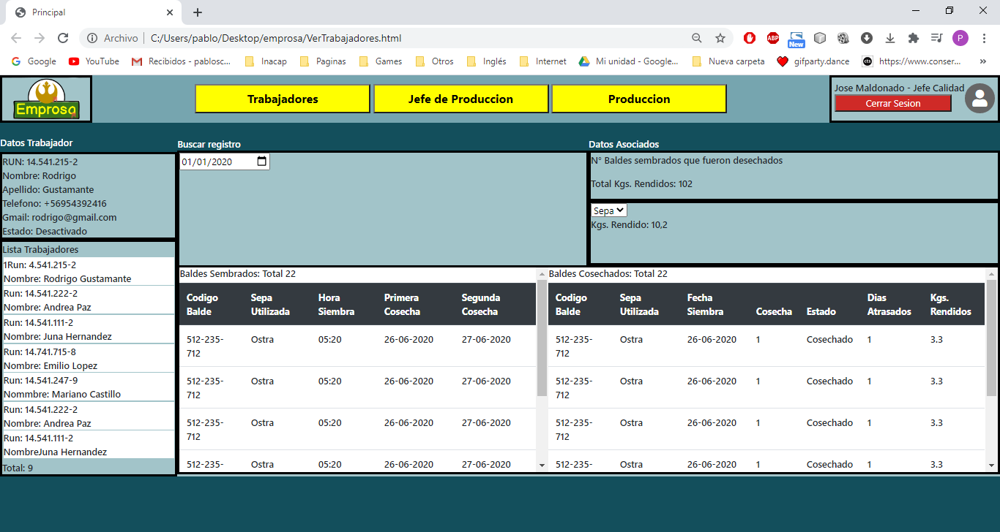 Principal
Archivo
C:/Users/pablo/Desktop/emprosa/VerTrabajadores.html
ABP
New
P
Google
YouTube
Recibidos - pablosc...
Inacap
Paginas
Games
Otros
Inglés
Internet
Mi unidad - Google...
Nueva carpeta
gifparty.dance
cts
https://www.conser...
»
Emprosa
Trabajadores
Jefe de Produccion
Produccion
Jose Maldonado - Jefe Calidad
Cerrar Sesion
Datos Trabajador
RUN: 14.541.215-2
Nombre: Rodrigo
Apellido: Gustamante
Telefono: +56954392416
Gmail: rodrigo@gmail.com
Estado: Desactivado
Lista Trabajadores
1Run: 4.541.215-2
Nombre: Rodrigo Gustamante
Run: 14.541.222-2
Nombre: Andrea Paz
Run: 14.541.111-2
Nombre: Juna Hernandez
Run: 14.741.715-8
Nombre: Emilio Lopez
Run: 14.541.247-9
Nommbre: Mariano Castillo
Run: 14.541.222-2
Nombre: Andrea Paz
Run: 14.541.111-2
NombreJuna Hernandez
Total: 9
Buscar registro
01/01/2020
Datos Asociados
N° Baldes sembrados que fueron desechados
Total Kgs. Rendidos: 102
Sepa
Kgs. Rendido: 10,2
Baldes Sembrados: Total 22
Codigo Balde Sepa Utilizada Hora Siembra Primera Cosecha Segunda Cosecha
512-235-712 Ostra 05:20 26-06-2020 27-06-2020
512-235-712 Ostra 05:20 26-06-2020 27-06-2020
512-235-712 Ostra 05:20 26-06-2020 27-06-2020
512-235- Ostra 05:20 26-06-2020 27-06-2020
Baldes Cosechados: Total 22
Codigo Balde Sepa Utilizada Fecha Siembra Cosecha Estado Dias Atrasados Kgs. Rendidos
512-235-712 Ostra 26-06-2020 1 Cosechado 1 3.3
512-235-712 Ostra 26-06-2020 1 Cosechado 1 3.3
512-235-712 Ostra 26-06-2020 1 Cosechado 1 3.3
512-235- Ostra 26-06-2020 1 Cosechado 1 3.3